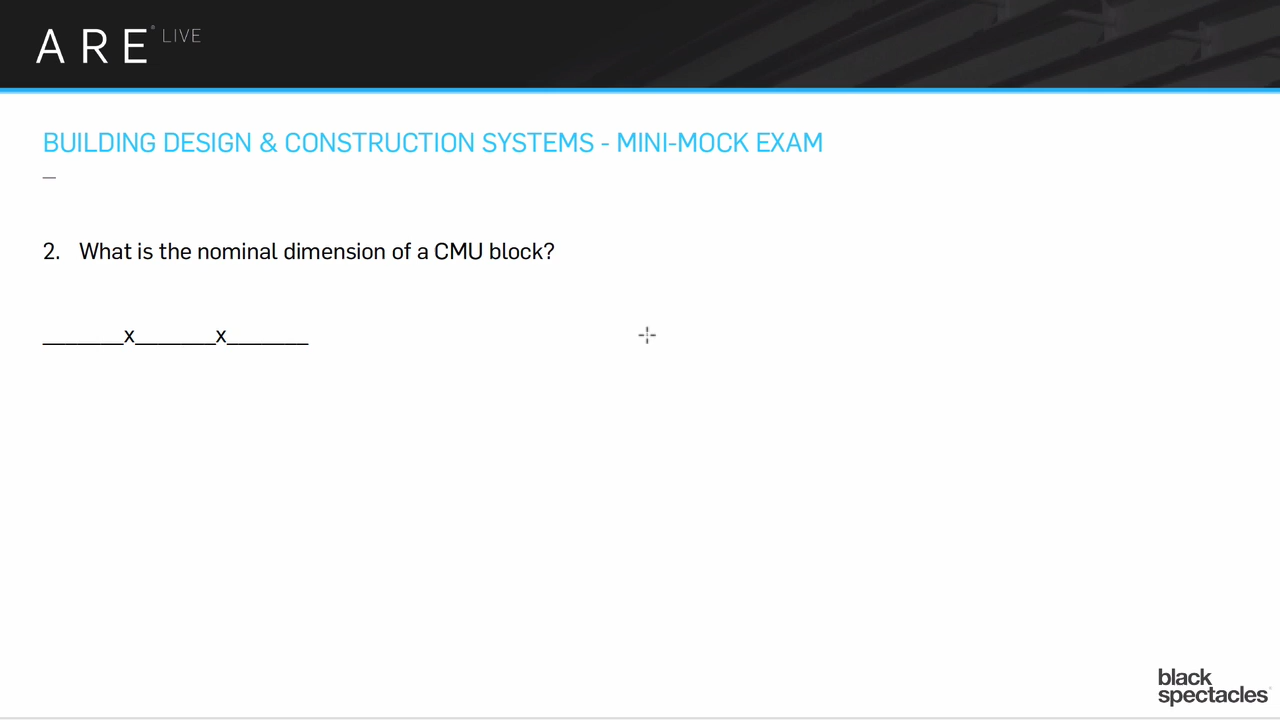 ARE® LIVE
BUILDING DESIGN & CONSTRUCTION SYSTEMS - MINI-MOCK EXAM
—
2. What is the nominal dimension of a CMU block?
_______x_______x_______
black
spectacles